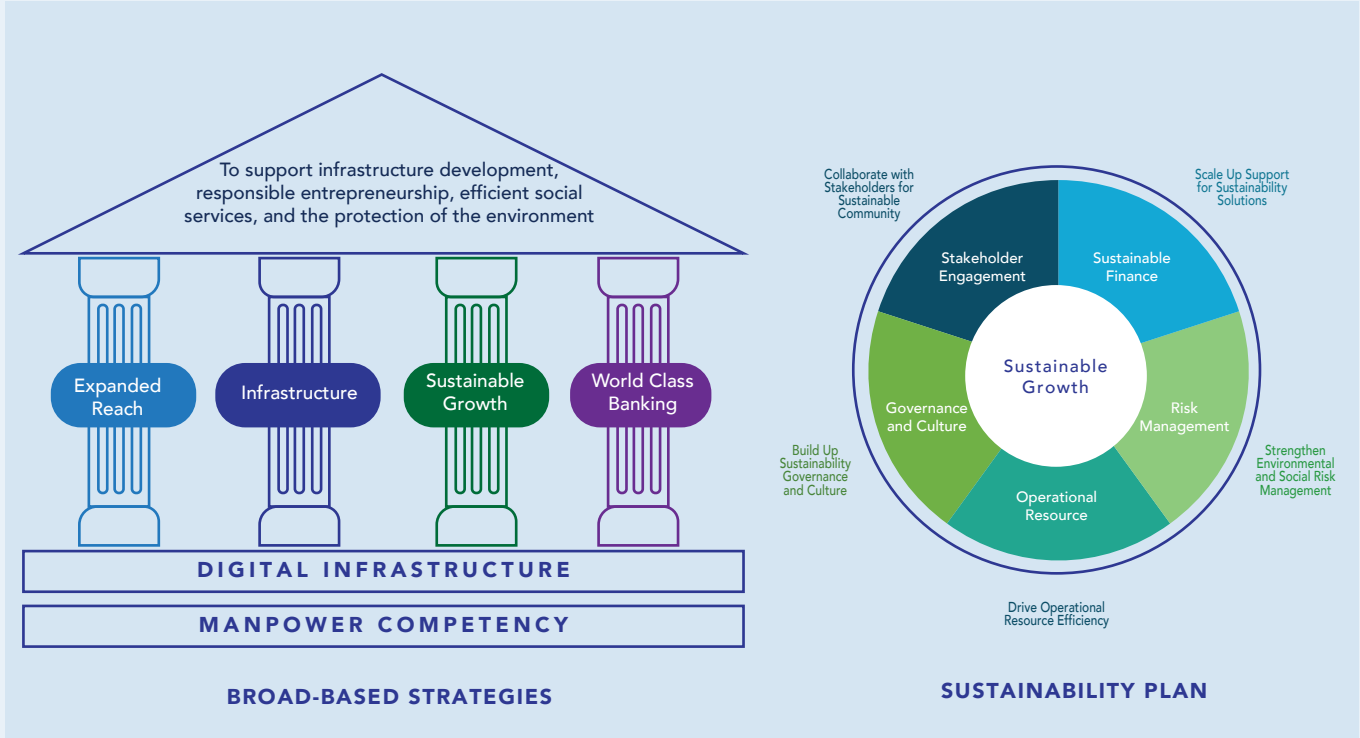 To support infrastructure development,
responsible entrepreneurship, efficient social
services, and the protection of the environment
Expanded
Reach
Infrastructure
Sustainable
Growth
World Class
Banking
DIGITAL INFRASTRUCTURE
MANPOWER COMPETENCY
BROAD-BASED STRATEGIES
Collaborate with
Stakeholders for
Sustainable
Community
Scale Up Support
for Sustainability
Solutions
Stakeholder
Engagement
Sustainable
Finance
Sustainable
Growth
Governance
and Culture
Risk
Management
Operational
Resource
Build Up
Sustainability
Governance
and Culture
Strengthen
Environmental
and Social Risk
Management
Drive Operational
Resource Efficiency
SUSTAINABILITY PLAN